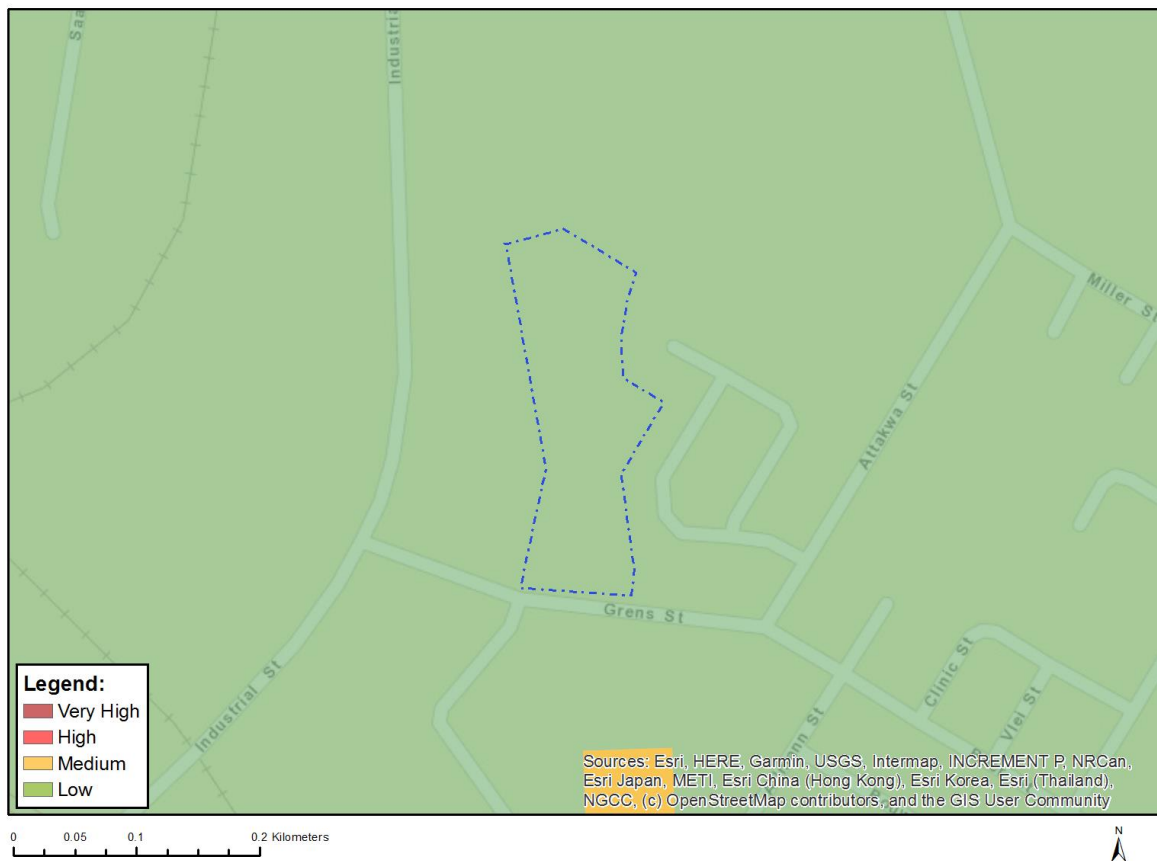 Saa
Industria
Miller St
Attakwa St
Grens St
Industrial St
Clinic St
Vlei St
Legend:
Very High
High
Medium
Low
Sources: Esri, HERE, Garmin, USGS, Intermap, INCREMENT P, NRCan,
Esri Japan, METI, Esri China (Hong Kong), Esri Korea, Esri (Thailand),
NGCC, (c) OpenStreetMap contributors, and the GIS User Community
0 0.05 0.1 0.2 Kilometers
N